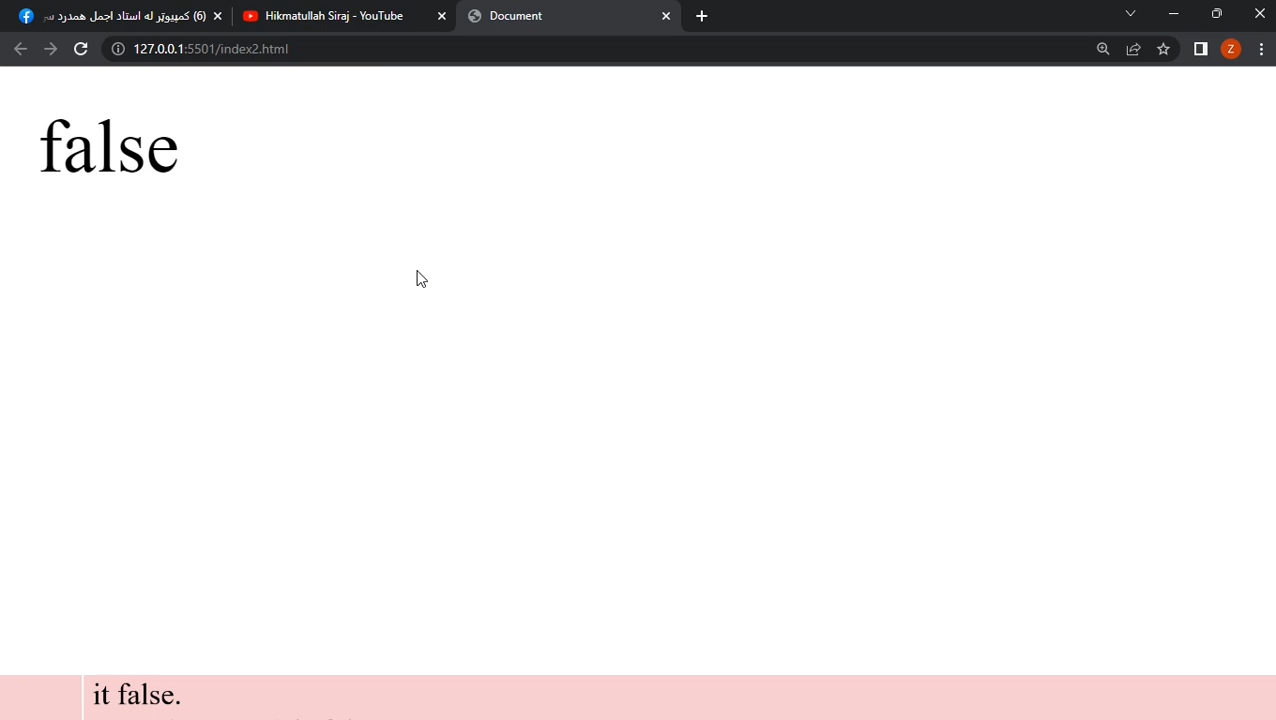 (6) کمپیوټر له استاد اجمل همدرد سر
Hikmatullah Siraj - YouTube
Document
127.0.0.1:5501/index2.html
Z
false
it false.